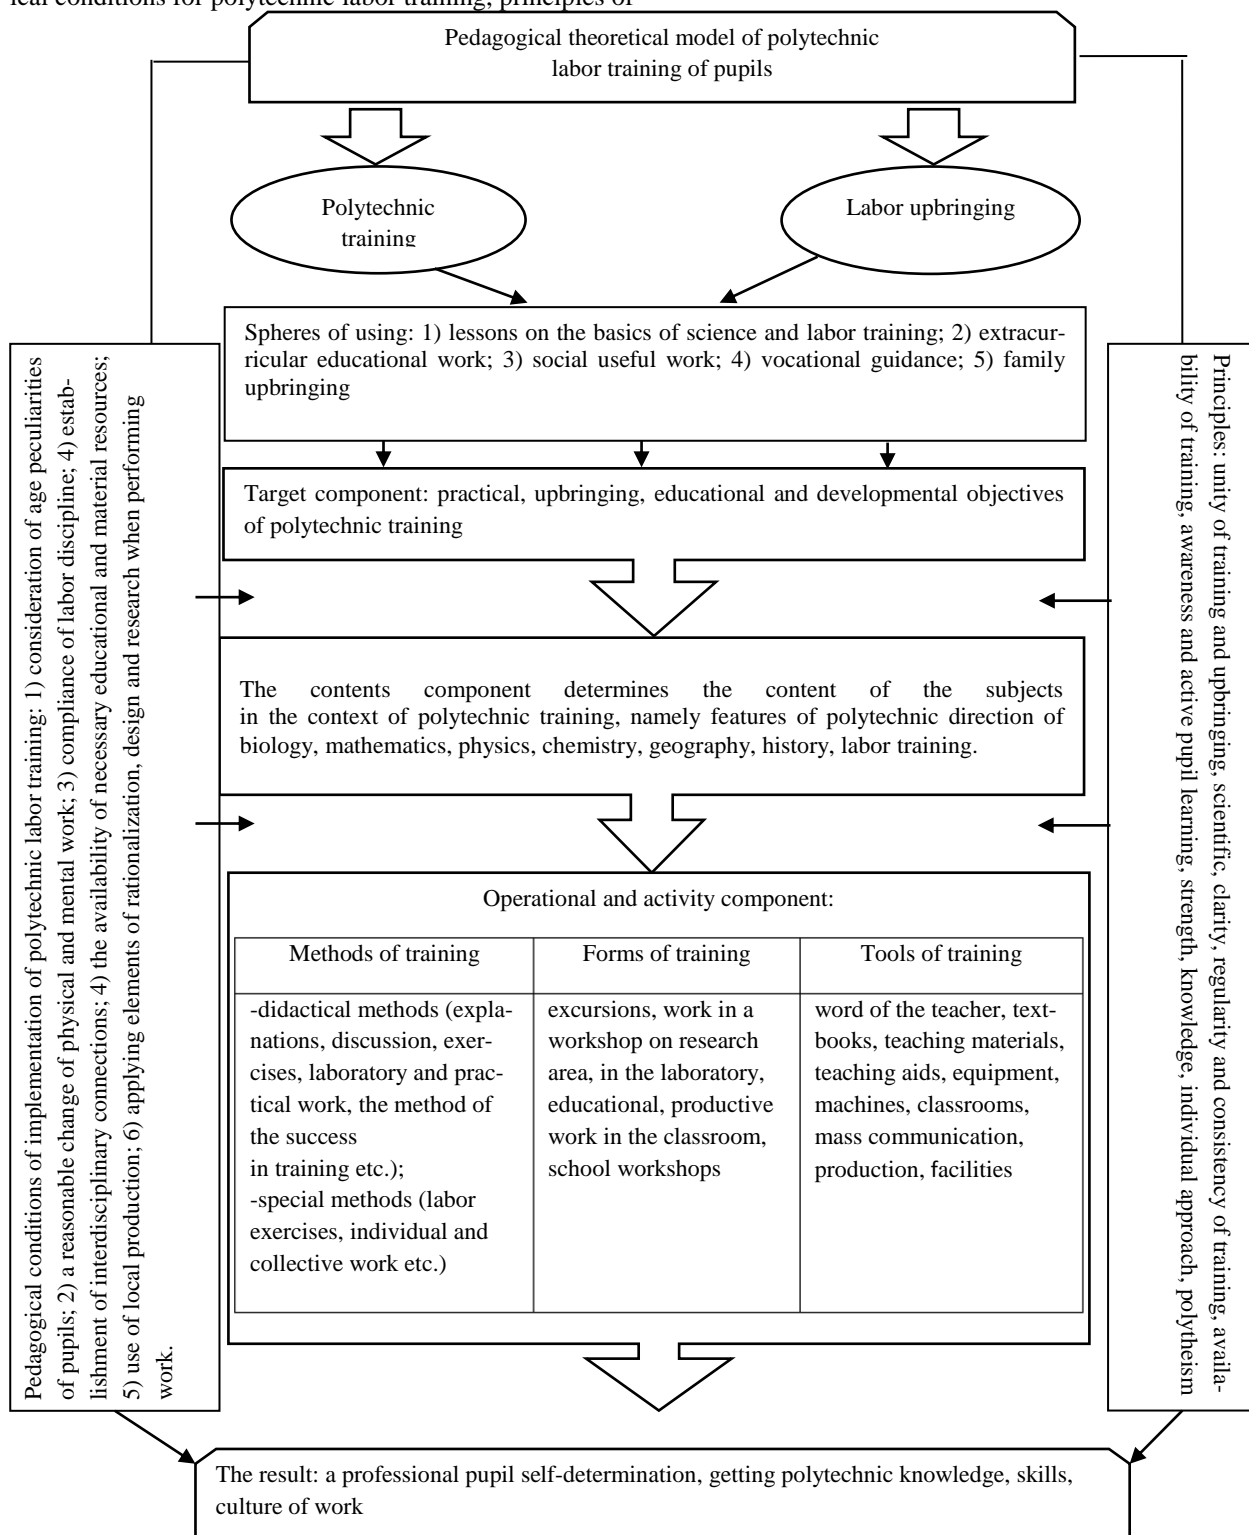 ical conditions for polytechnic labor training, principles of
Pedagogical theoretical model of polytechnic
labor training of pupils
Polytechnic
training
Labor upbringing
Spheres of using: 1) lessons on the basics of science and labor training; 2) extracur-
ricular educational work; 3) social useful work; 4) vocational guidance; 5) family
upbringing
Target component: practical, upbringing, educational and developmental objectives
of polytechnic training
The contents component determines the content of the subjects
in the context of polytechnic training, namely features of polytechnic direction of
biology, mathematics, physics, chemistry, geography, history, labor training.
Operational and activity component:
Methods of training
-didactical methods (expla-
nations, discussion, exer-
cises, laboratory and prac-
tical work, the method of
the success
in training etc.);
-special methods (labor
exercises, individual and
collective work etc.)
Forms of training
excursions, work in a
workshop on research
area, in the laboratory,
educational, productive
work in the classroom,
school workshops
Tools of training
word of the teacher, text-
books, teaching materials,
teaching aids, equipment,
machines, classrooms,
mass communication,
production, facilities
Pedagogical conditions of implementation of polytechnic labor training: 1) consideration of age peculiarities
of pupils; 2) a reasonable change of physical and mental work; 3) compliance of labor discipline; 4) estab-
lishment of interdisciplinary connections; 4) the availability of necessary educational and material resources;
5) use of local production; 6) applying elements of rationalization, design and research when performing
work.
Principles: unity of training and upbringing, scientific, clarity, regularity and consistency of training, availa-
bility of training, awareness and active pupil learning, strength, knowledge, individual approach, polytheism
The result: a professional pupil self-determination, getting polytechnic knowledge, skills,
culture of work